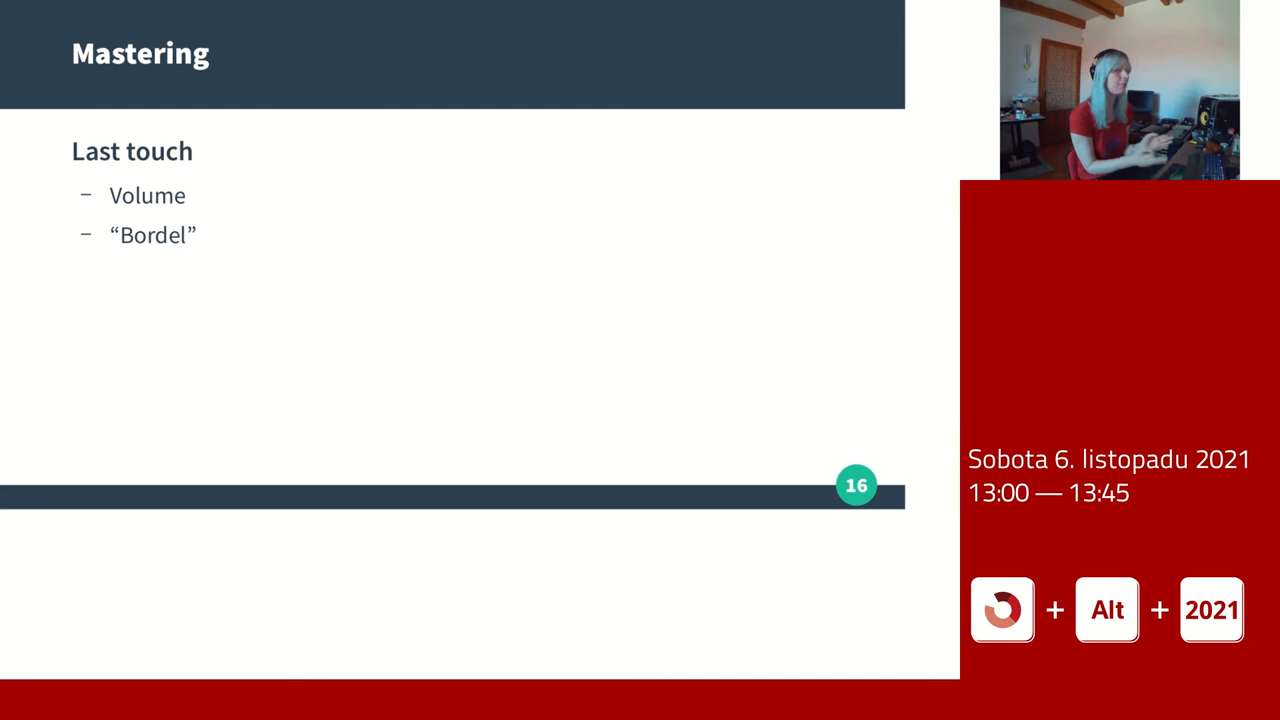 Mastering
Last touch
– Volume
– “Bordel”
16
Sobota 6. listopadu 2021
13:00 — 13:45
+ Alt + 2021